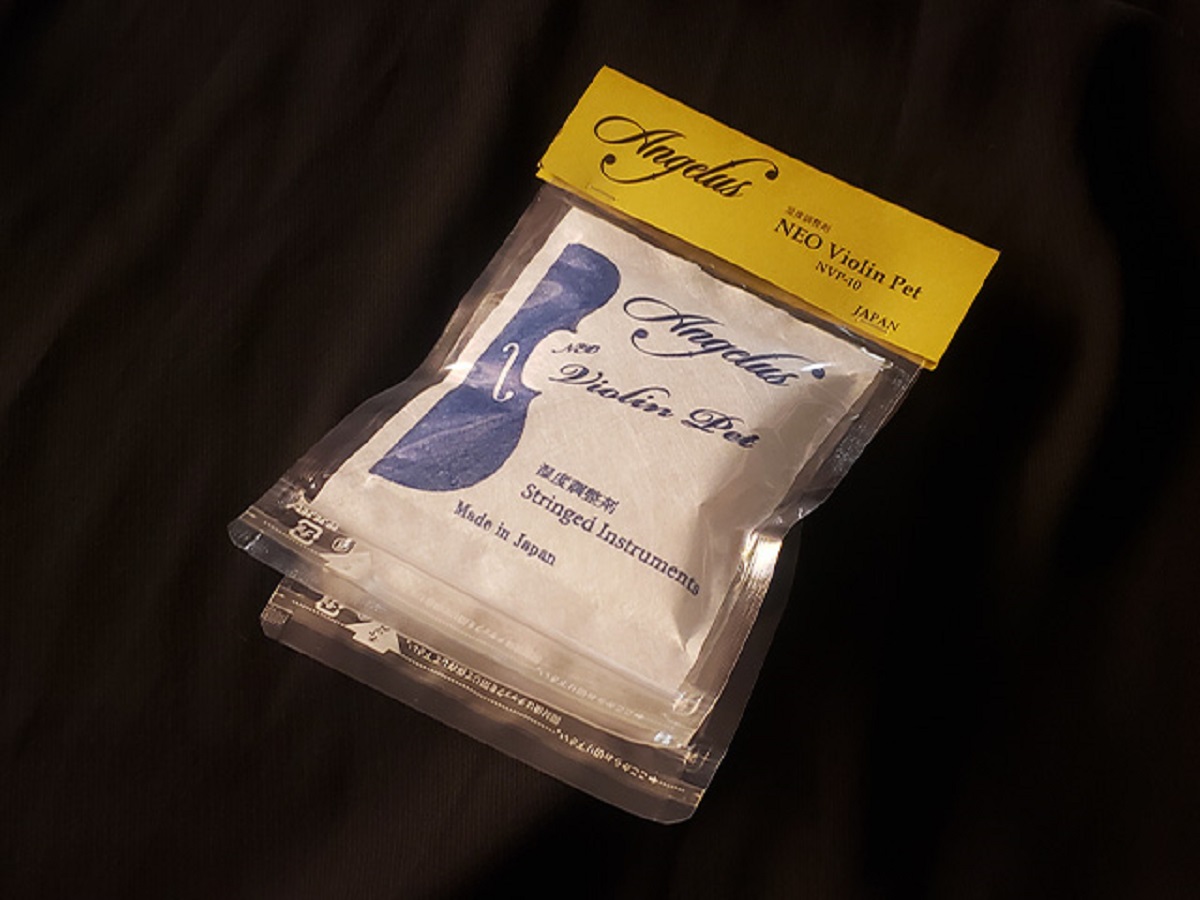 Angelus
湿度調整剤
NEO Violin Pet
NVP-10
JAPAN
Angelus
NEO
Violin Pet
湿度調整剤
Stringed Instruments
Made in Japan